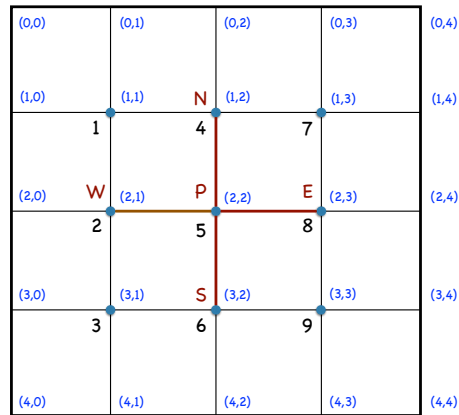 (0,0) (0,1) (0,2) (0,3) (0,4)
(1,0) (1,1) N (1,2) (1,3) (1,4)
1 4 7
(2,0) W (2,1) P (2,2) E (2,3) (2,4)
2 5 8
(3,0) (3,1) S (3,2) (3,3) (3,4)
3 6 9
(4,0) (4,1) (4,2) (4,3) (4,4)